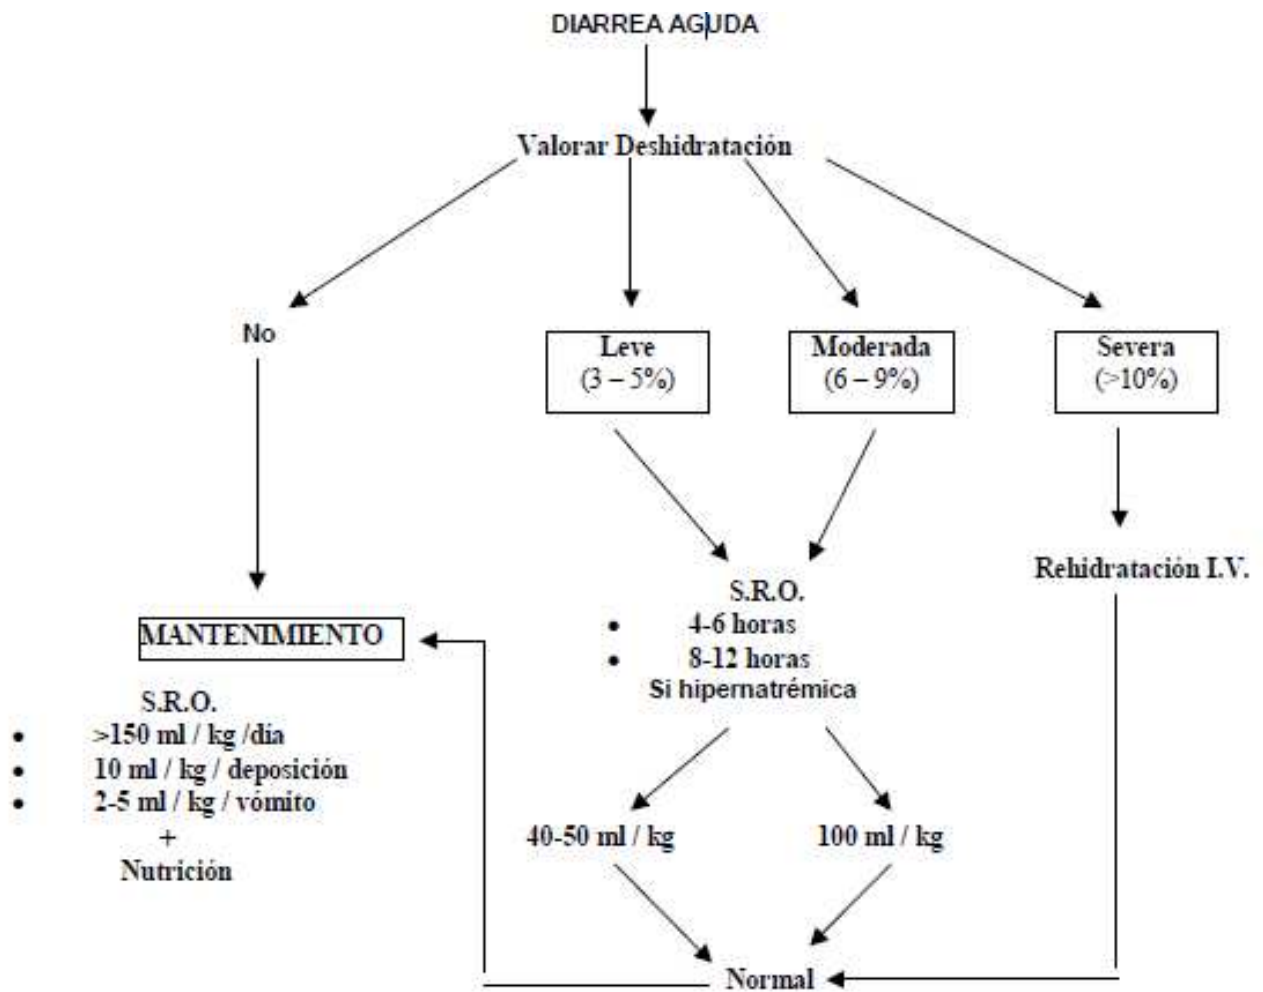 DIARREA AGUDA
Valorar Deshidratación
No
Leve
(3 – 5%)
Moderada
(6 – 9%)
Severa
(>10%)
Rehidratación I.V.
S.R.O.
• 4-6 horas
• 8-12 horas
Si hipernatrémica
MANTENIMIENTO
S.R.O.
• >150 ml / kg /día
• 10 ml / kg / deposición
• 2-5 ml / kg / vómito
+
Nutrición
40-50 ml / kg
100 ml / kg
Normal